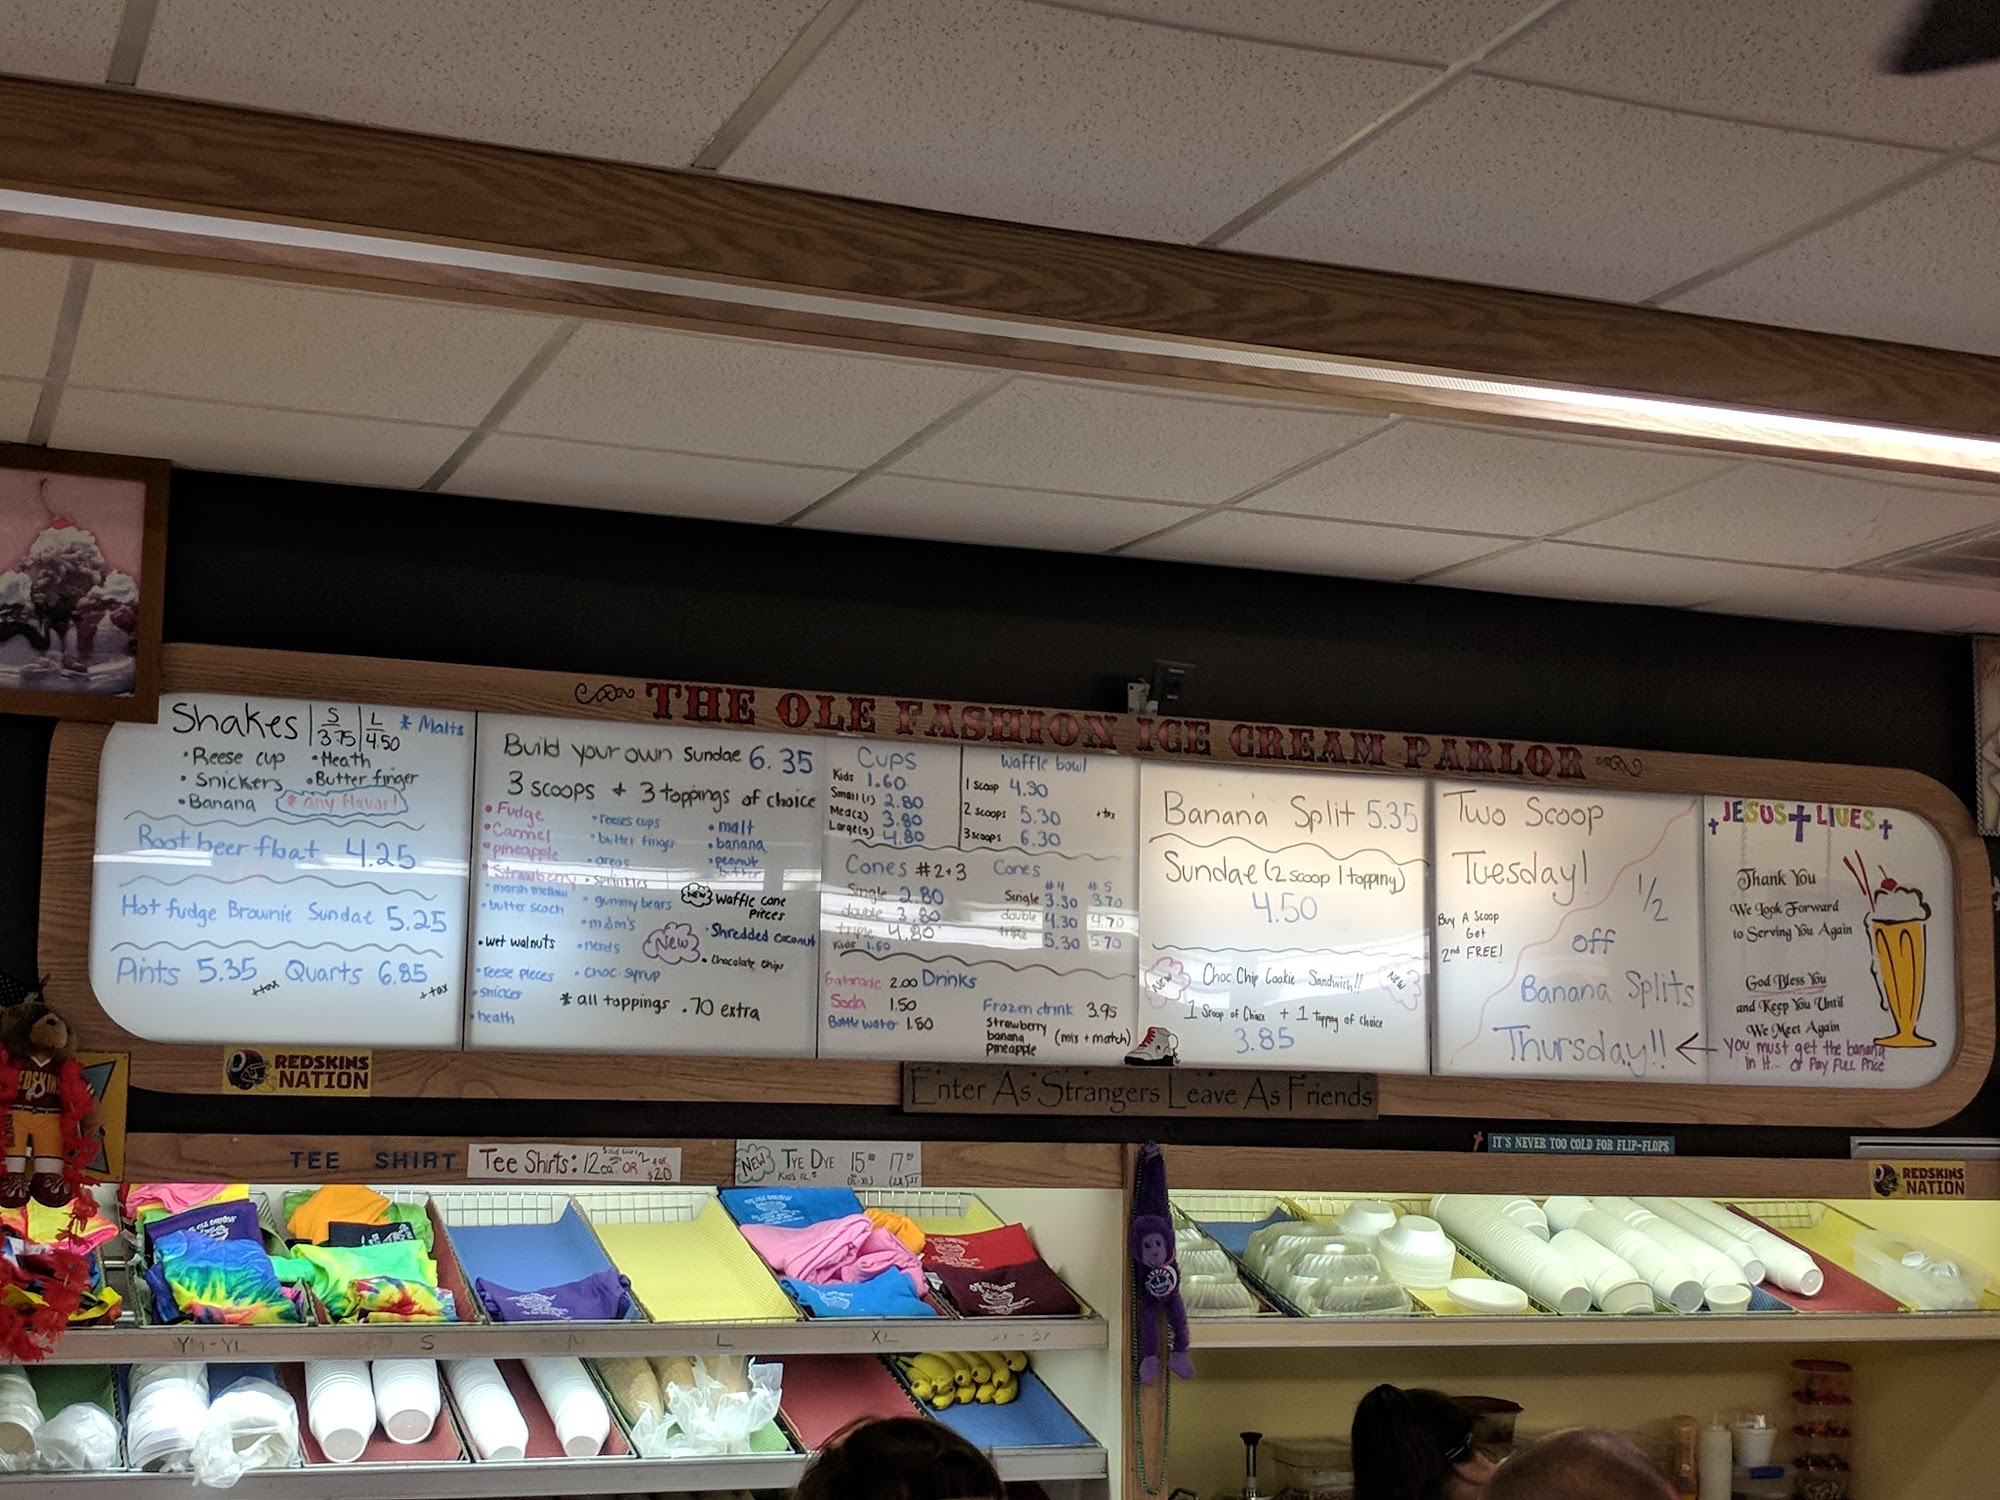 THE OLE FASHION ICE CREAM PARLOR
Shakes S 3.75 L 4.50 * Malts
• Reese cup • Heath
• Snickers • Butter finger
• Banana * any flavor!
Root beer float 4.25
Hot fudge Brownie Sundae 5.25
Pints 5.35 +tax Quarts 6.85 +tax
Build your own Sundae 6.35
3 scoops + 3 toppings of choice
• Fudge
• Carmel
• pineapple
• Strawberry
• marsh mellow
• butter scotch
• wet walnuts
• reese pieces
• snicker
• heath
• reeses cups
• butter finger
• oreos
• sprinkles
• gummy bears
• m&m's
• nerds
• choc. syrup
• malt
• banana
• peanut
butter
New Waffle cone
pieces
New • Shredded coconut
• chocolate chips
* all toppings .70 extra
Cups
Kids 1.60
Small (1) 2.80
Med (2) 3.80
Large (3) 4.80
Waffle bowl
1 scoop 4.30
2 scoops 5.30 +tax
3 scoops 6.30
Cones #2+3
Single 2.80
double 3.80
triple 4.80
Kids 1.60
Cones
#4 #5
Single 3.30 3.70
double 4.30 4.70
triple 5.30 5.70
Gatorade 2.00 Drinks
Soda 1.50
Bottle water 1.50
Frozen drink 3.95
Strawberry
banana (mix + match)
pineapple
Banana Split 5.35
Sundae (2 scoop 1 topping)
4.50
New Choc. Chip Cookie Sandwich!! New
1 Scoop of Choice + 1 Topping of choice
3.85
Two Scoop
Tuesday!
Buy A Scoop
Get
2nd FREE!
1/2
off
Banana Splits
Thursday!!
JESUS LIVES
Thank You
We Look Forward
to Serving You Again
God Bless You
and Keep You Until
We Meet Again
You must get the banana
in it... or Pay Full Price
REDSKINS
NATION
Enter As Strangers Leave As Friends
IT'S NEVER TOO COLD FOR FLIP-FLOPS
REDSKINS
NATION
TEE SHIRT
Tee Shirts: 12 ea. OR 2 for $20
NEW TYE DYE 15 17
YM-YL S L XL